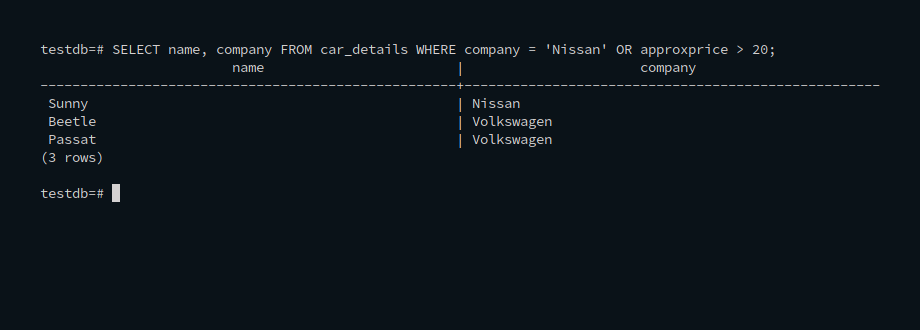 testdb=# SELECT name, company FROM car_details WHERE company = 'Nissan' OR approxprice > 20;
                        name                        |                      company
----------------------------------------------------+----------------------------------------------------
 Sunny                                              | Nissan
 Beetle                                             | Volkswagen
 Passat                                             | Volkswagen
(3 rows)
testdb=#